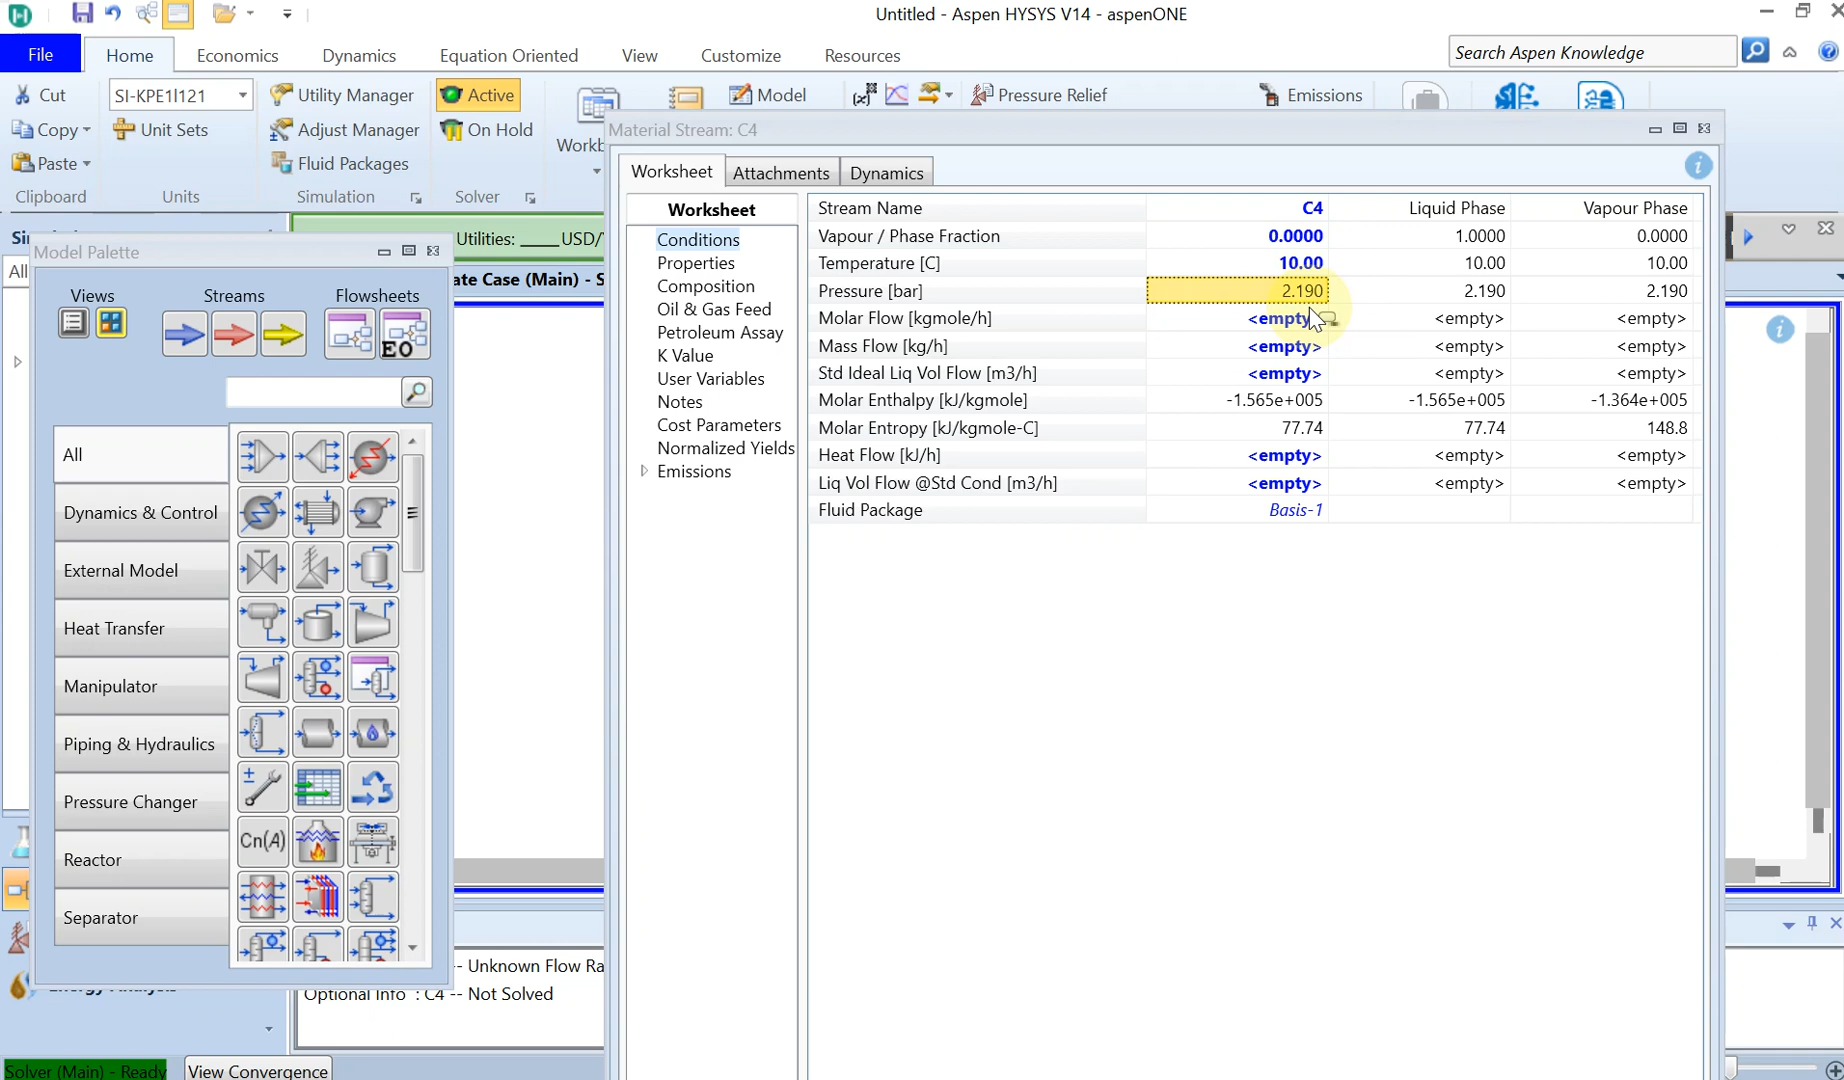 Untitled - Aspen HYSYS V14 - aspenONE
File Home Economics Dynamics Equation Oriented View Customize Resources Search Aspen Knowledge
Cut SI-KPE1I121 Utility Manager Active Model Pressure Relief Emissions
Copy Unit Sets Adjust Manager On Hold
Paste Fluid Packages
Clipboard Units Simulation Solver
Material Stream: C4
Worksheet Attachments Dynamics
Utilities: ____ USD/
Model Palette
Views Streams Flowsheets
EO
All
Dynamics & Control
External Model
Heat Transfer
Manipulator
Piping & Hydraulics
Pressure Changer
Reactor
Separator
Cn(A)
Worksheet
Conditions
Properties
Composition
Oil & Gas Feed
Petroleum Assay
K Value
User Variables
Notes
Cost Parameters
Normalized Yields
Emissions
Stream Name C4 Liquid Phase Vapour Phase
Vapour / Phase Fraction 0.0000 1.0000 0.0000
Temperature [C] 10.00 10.00 10.00
Pressure [bar] 2.190 2.190 2.190
Molar Flow [kgmole/h] <empty <empty> <empty>
Mass Flow [kg/h] <empty> <empty> <empty>
Std Ideal Liq Vol Flow [m3/h] <empty> <empty> <empty>
Molar Enthalpy [kJ/kgmole] -1.565e+005 -1.565e+005 -1.364e+005
Molar Entropy [kJ/kgmole-C] 77.74 77.74 148.8
Heat Flow [kJ/h] <empty> <empty> <empty>
Liq Vol Flow @Std Cond [m3/h] <empty> <empty> <empty>
Fluid Package Basis-1
ate Case (Main) - S
All
-- Unknown Flow Ra
Optional Info : C4 -- Not Solved
Solver (Main) - Ready View Convergence